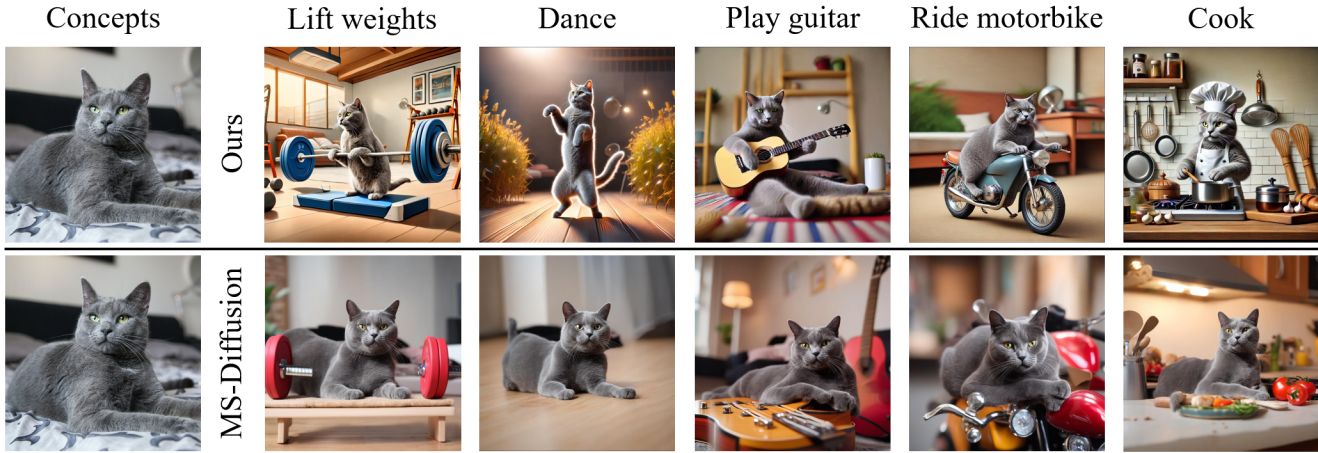 Concepts
Lift weights
Dance
Play guitar
Ride motorbike
Cook
Ours
MS-Diffusion